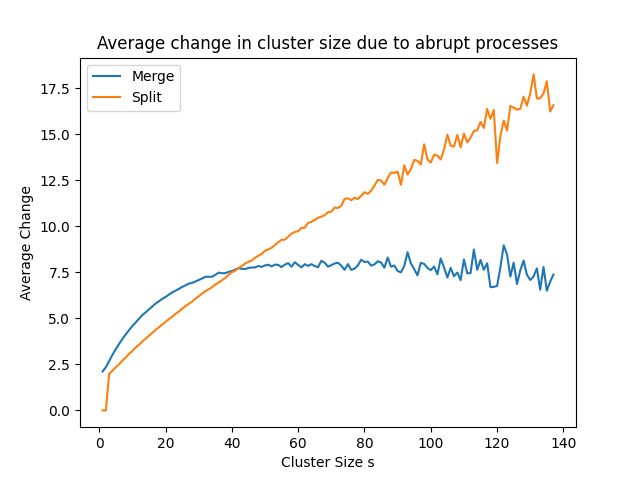 Average change in cluster size due to abrupt processes
Merge
Split
17.5
15.0
12.5
10.0
7.5
5.0
2.5
0.0
Average Change
0 20 40 60 80 100 120 140
Cluster Size s